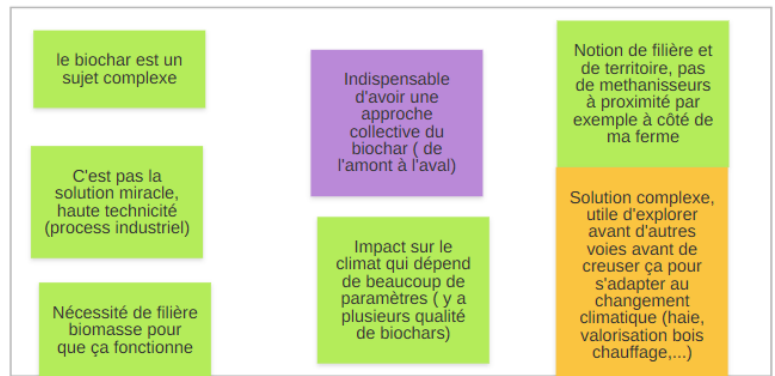 le biochar est un
sujet complexe
C'est pas la
solution miracle,
haute technicité
(process industriel)
Nécessité de filière
biomasse pour
que ça fonctionne
Indispensable
d'avoir une
approche
collective du
biochar ( de
l'amont à l'aval)
Impact sur le
climat qui dépend
de beaucoup de
paramètres ( y a
plusieurs qualité
de biochars)
Notion de filière et
de territoire, pas
de methanisseurs
à proximité par
exemple à côté de
ma ferme
Solution complexe,
utile d'explorer
avant d'autres
voies avant de
creuser ça pour
s'adapter au
changement
climatique (haie,
valorisation bois
chauffage,...)